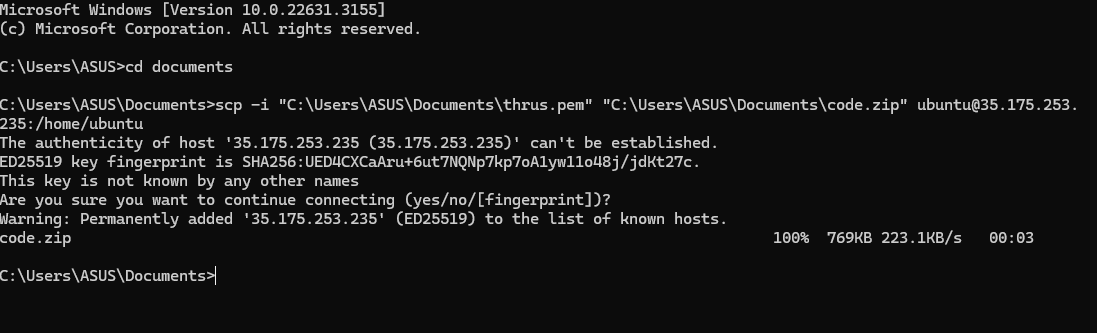 Microsoft Windows [Version 10.0.22631.3155]
(c) Microsoft Corporation. All rights reserved.
C:\Users\ASUS>cd documents
C:\Users\ASUS\Documents>scp -i "C:\Users\ASUS\Documents\thrus.pem" "C:\Users\ASUS\Documents\code.zip" ubuntu@35.175.253.
235:/home/ubuntu
The authenticity of host '35.175.253.235 (35.175.253.235)' can't be established.
ED25519 key fingerprint is SHA256:UED4CXCaAru+6ut7NQNp7kp7oA1yw11o48j/jdKt27c.
This key is not known by any other names
Are you sure you want to continue connecting (yes/no/[fingerprint])?
Warning: Permanently added '35.175.253.235' (ED25519) to the list of known hosts.
code.zip 100% 769KB 223.1KB/s 00:03
C:\Users\ASUS\Documents>